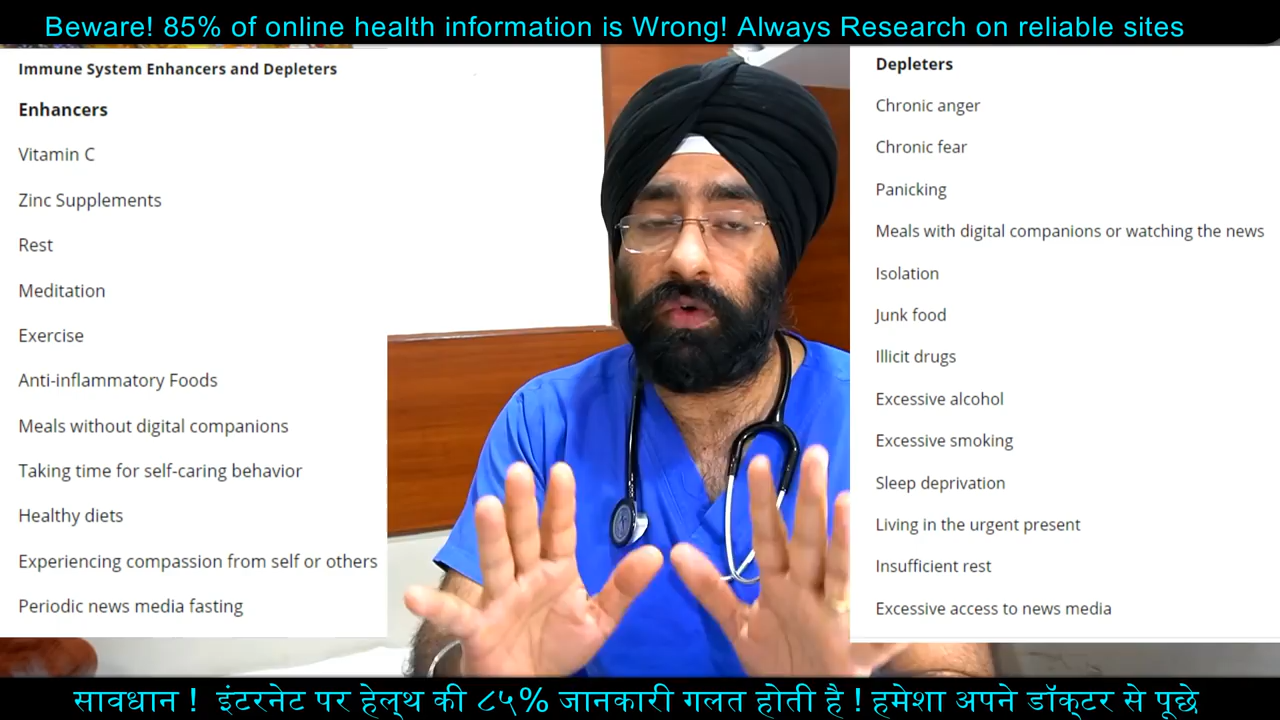 Beware! 85% of online health information is Wrong! Always Research on reliable sites
Immune System Enhancers and Depleters
Enhancers
Vitamin C
Zinc Supplements
Rest
Meditation
Exercise
Anti-inflammatory Foods
Meals without digital companions
Taking time for self-caring behavior
Healthy diets
Experiencing compassion from self or others
Periodic news media fasting
Depleters
Chronic anger
Chronic fear
Panicking
Meals with digital companions or watching the news
Isolation
Junk food
Illicit drugs
Excessive alcohol
Excessive smoking
Sleep deprivation
Living in the urgent present
Insufficient rest
Excessive access to news media
सावधान ! इंटरनेट पर हेल्थ की ८५% जानकारी गलत होती है ! हमेशा अपने डॉक्टर से पूछे